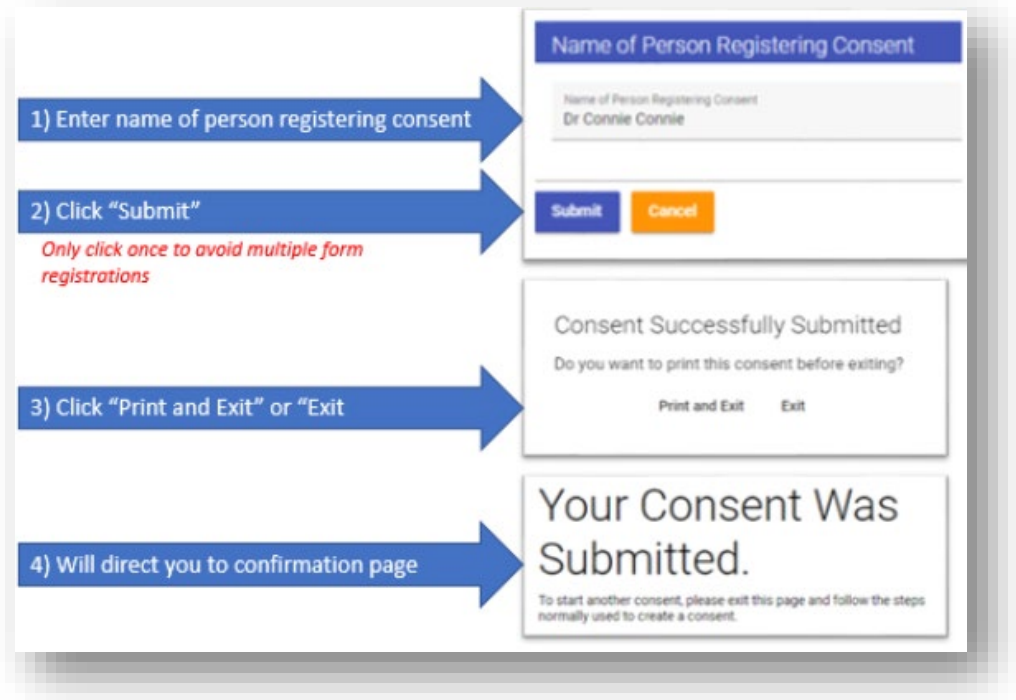 Name of Person Registering Consent
1) Enter name of person registering consent
Name of Person Registering Consent
Dr Connie Connie
2) Click “Submit”
Submit Cancel
Only click once to avoid multiple form
registrations
Consent Successfully Submitted
Do you want to print this consent before exiting?
3) Click “Print and Exit” or “Exit
Print and Exit Exit
Your Consent Was
Submitted.
4) Will direct you to confirmation page
To start another consent, please exit this page and follow the steps
normally used to create a consent.